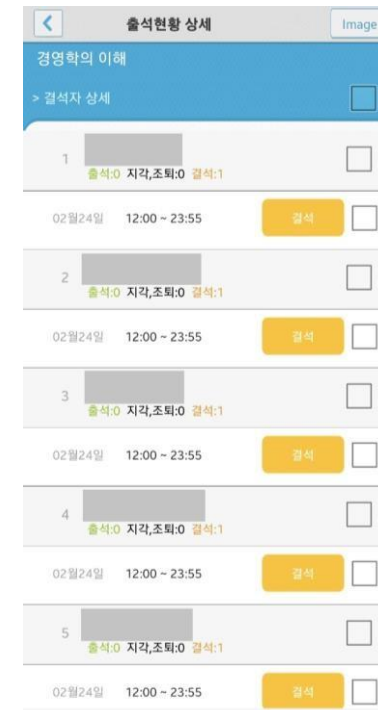 < 출석현황 상세 Image
경영학의 이해
> 결석자 상세
1
출석:0 지각,조퇴:0 결석:1
02월24일 12:00 ~ 23:55 결석
2
출석:0 지각,조퇴:0 결석:1
02월24일 12:00 ~ 23:55 결석
3
출석:0 지각,조퇴:0 결석:1
02월24일 12:00 ~ 23:55 결석
4
출석:0 지각,조퇴:0 결석:1
02월24일 12:00 ~ 23:55 결석
5
출석:0 지각,조퇴:0 결석:1
02월24일 12:00 ~ 23:55 결석